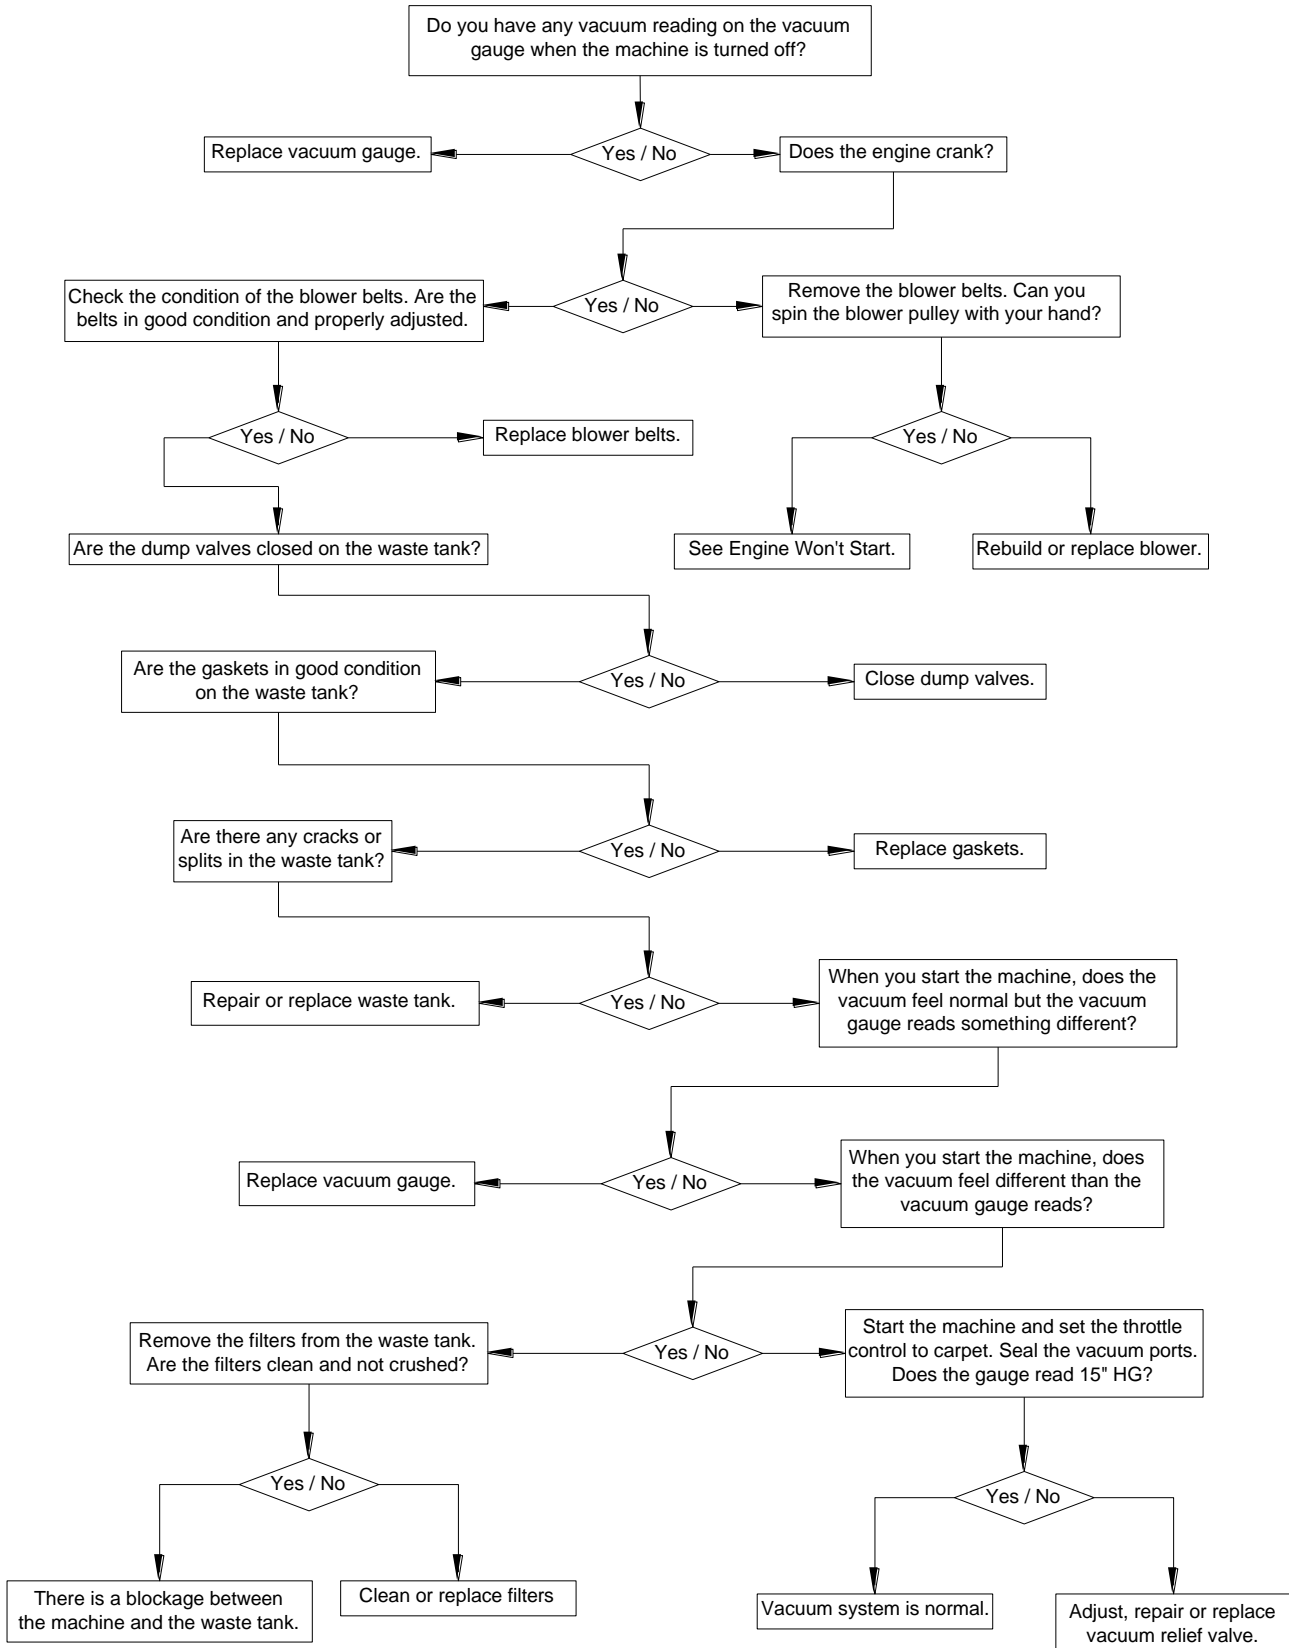 Do you have any vacuum reading on the vacuum
gauge when the machine is turned off?
Replace vacuum gauge.
Yes / No
Does the engine crank?
Check the condition of the blower belts. Are the
belts in good condition and properly adjusted.
Yes / No
Remove the blower belts. Can you
spin the blower pulley with your hand?
Yes / No
Replace blower belts.
Yes / No
Are the dump valves closed on the waste tank?
See Engine Won't Start.
Rebuild or replace blower.
Are the gaskets in good condition
on the waste tank?
Yes / No
Close dump valves.
Are there any cracks or
splits in the waste tank?
Yes / No
Replace gaskets.
Repair or replace waste tank.
Yes / No
When you start the machine, does the
vacuum feel normal but the vacuum
gauge reads something different?
Replace vacuum gauge.
Yes / No
When you start the machine, does
the vacuum feel different than the
vacuum gauge reads?
Remove the filters from the waste tank.
Are the filters clean and not crushed?
Yes / No
Start the machine and set the throttle
control to carpet. Seal the vacuum ports.
Does the gauge read 15" HG?
Yes / No
Yes / No
There is a blockage between
the machine and the waste tank.
Clean or replace filters
Vacuum system is normal.
Adjust, repair or replace
vacuum relief valve.